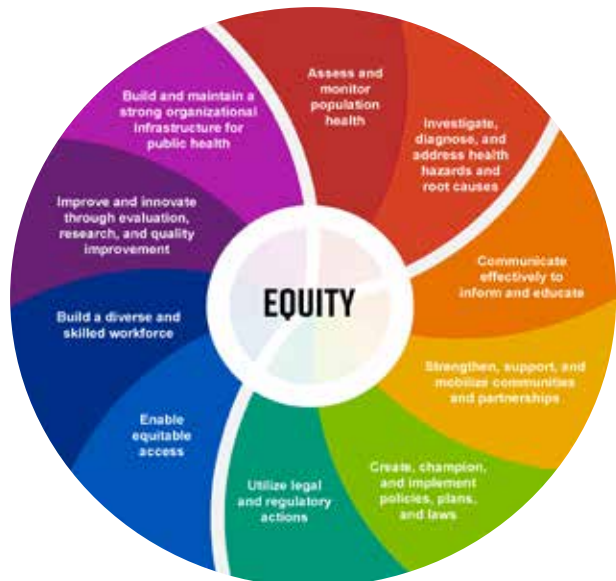 Assess and
monitor
population
health
Investigate,
diagnose, and
address health
hazards and
root causes
Communicate
effectively to
inform and educate
Strengthen, support, and
mobilize communities
and partnerships
Create, champion,
and implement
policies, plans,
and laws
Utilize legal
and regulatory
actions
Enable
equitable
access
Build a diverse and
skilled workforce
Improve and innovate
through evaluation,
research, and quality
improvement
Build and maintain a
strong organizational
infrastructure for
public health
EQUITY